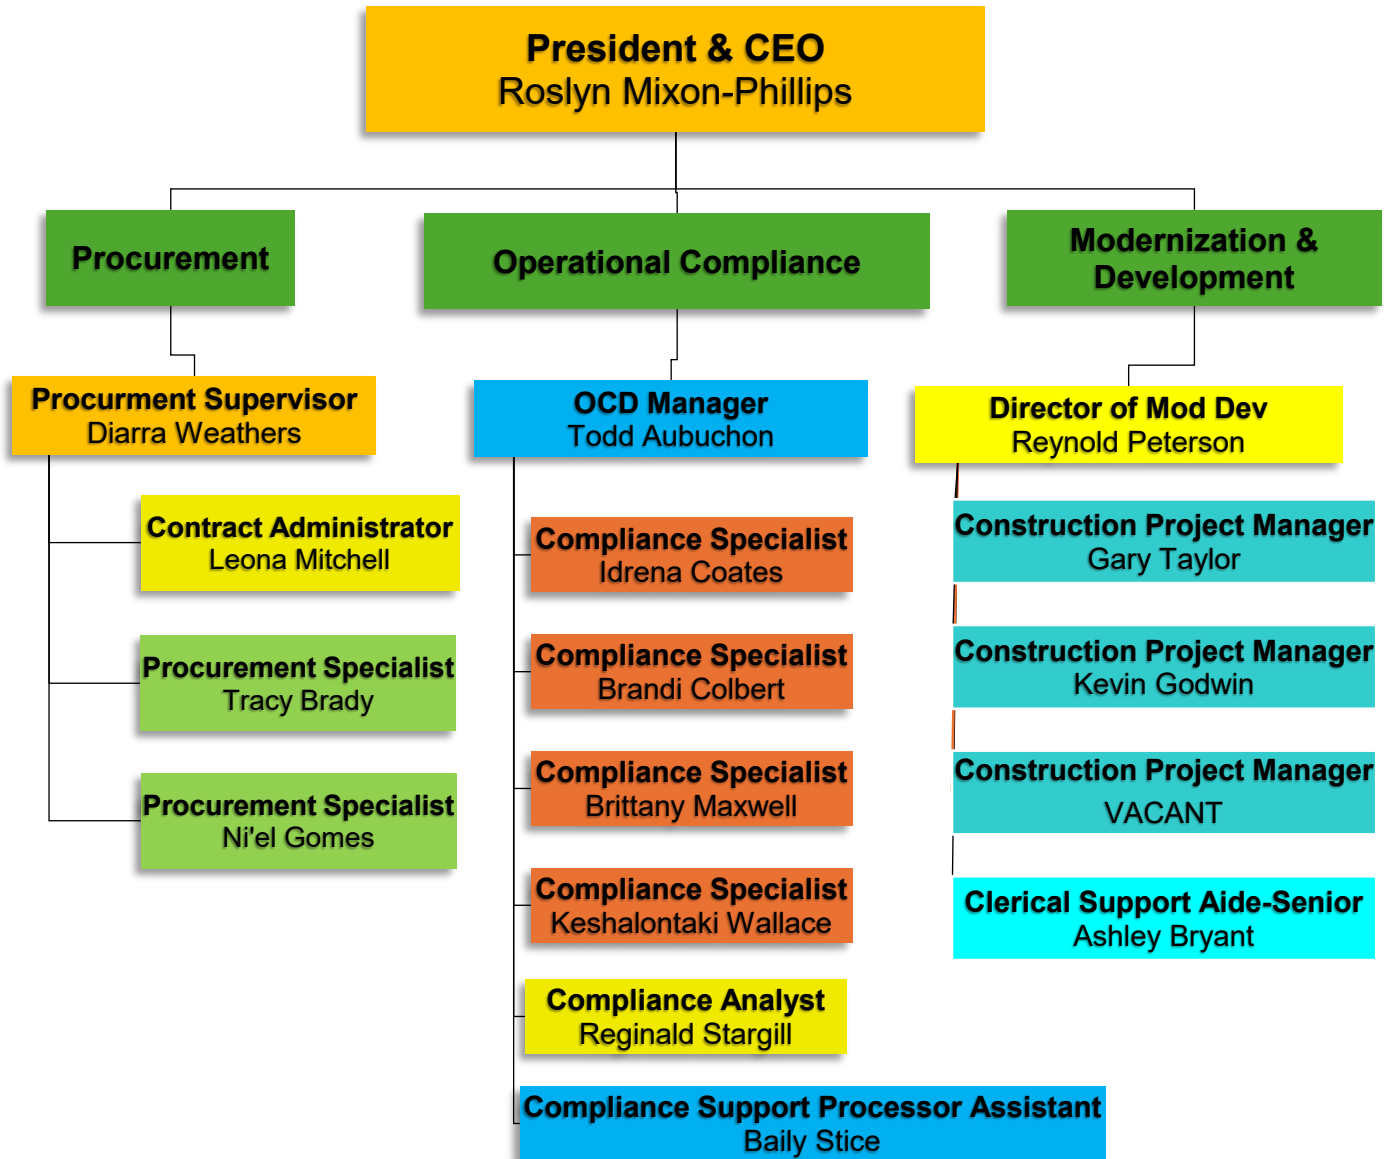 President & CEO
Roslyn Mixon-Phillips
Procurement
Operational Compliance
Modernization &
Development
Procurment Supervisor
Diarra Weathers
Contract Administrator
Leona Mitchell
Procurement Specialist
Tracy Brady
Procurement Specialist
Ni'el Gomes
OCD Manager
Todd Aubuchon
Compliance Specialist
Idrena Coates
Compliance Specialist
Brandi Colbert
Compliance Specialist
Brittany Maxwell
Compliance Specialist
Keshalontaki Wallace
Compliance Analyst
Reginald Stargill
Compliance Support Processor Assistant
Baily Stice
Director of Mod Dev
Reynold Peterson
Construction Project Manager
Gary Taylor
Construction Project Manager
Kevin Godwin
Construction Project Manager
VACANT
Clerical Support Aide-Senior
Ashley Bryant